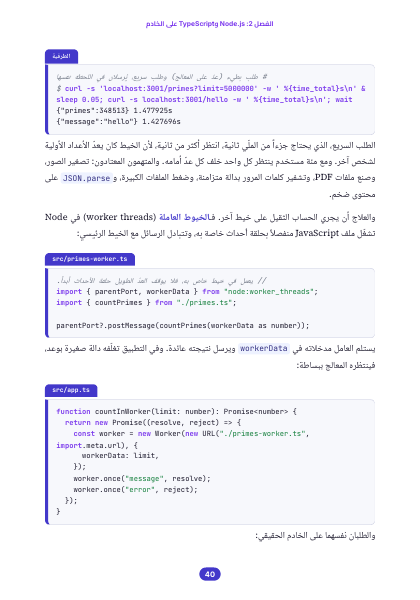 الفصل 2: Node.js وTypeScript على الخادم
الطرفية
# طلب بطيء (عدّ على المعالج) وطلب سريع، يُرسلان في اللحظة نفسها
$ curl -s 'localhost:3001/primes?limit=5000000' -w ' %{time_total}s\n' &
sleep 0.05; curl -s localhost:3001/hello -w ' %{time_total}s\n'; wait
{"primes":348513} 1.477925s
{"message":"hello"} 1.427696s
الطلب السريع، الذي يحتاج جزءاً من الملّي ثانية، انتظر أكثر من ثانية، لأن الخيط كان يعدّ الأعداد الأولية
لشخص آخر. ومع مئة مستخدم ينتظر كل واحد خلف كل عدّ أمامه. والمتهمون المعتادون: تصغير الصور،
وصنع ملفات PDF، وتشفير كلمات المرور بدالة متزامنة، وضغط الملفات الكبيرة، و JSON.parse على
محتوى ضخم.
والعلاج أن يجري الحساب الثقيل على خيط آخر. فـالخيوط العاملة (worker threads) في Node
تشغّل ملف JavaScript منفصلاً بحلقة أحداث خاصة به، وتتبادل الرسائل مع الخيط الرئيسي:
src/primes-worker.ts
// يعمل في خيط خاص به، فلا يوقف العدّ الطويل حلقة الأحداث أبداً.
import { parentPort, workerData } from "node:worker_threads";
import { countPrimes } from "./primes.ts";
parentPort?.postMessage(countPrimes(workerData as number));
يستلم العامل مدخلاته في workerData ويرسل نتيجته عائدة. وفي التطبيق تغلّفه دالة صغيرة بوعد،
فينتظره المعالج ببساطة:
src/app.ts
function countInWorker(limit: number): Promise<number> {
return new Promise((resolve, reject) => {
const worker = new Worker(new URL("./primes-worker.ts",
import.meta.url), {
workerData: limit,
});
worker.once("message", resolve);
worker.once("error", reject);
});
}
والطلبان نفسهما على الخادم الحقيقي:
40